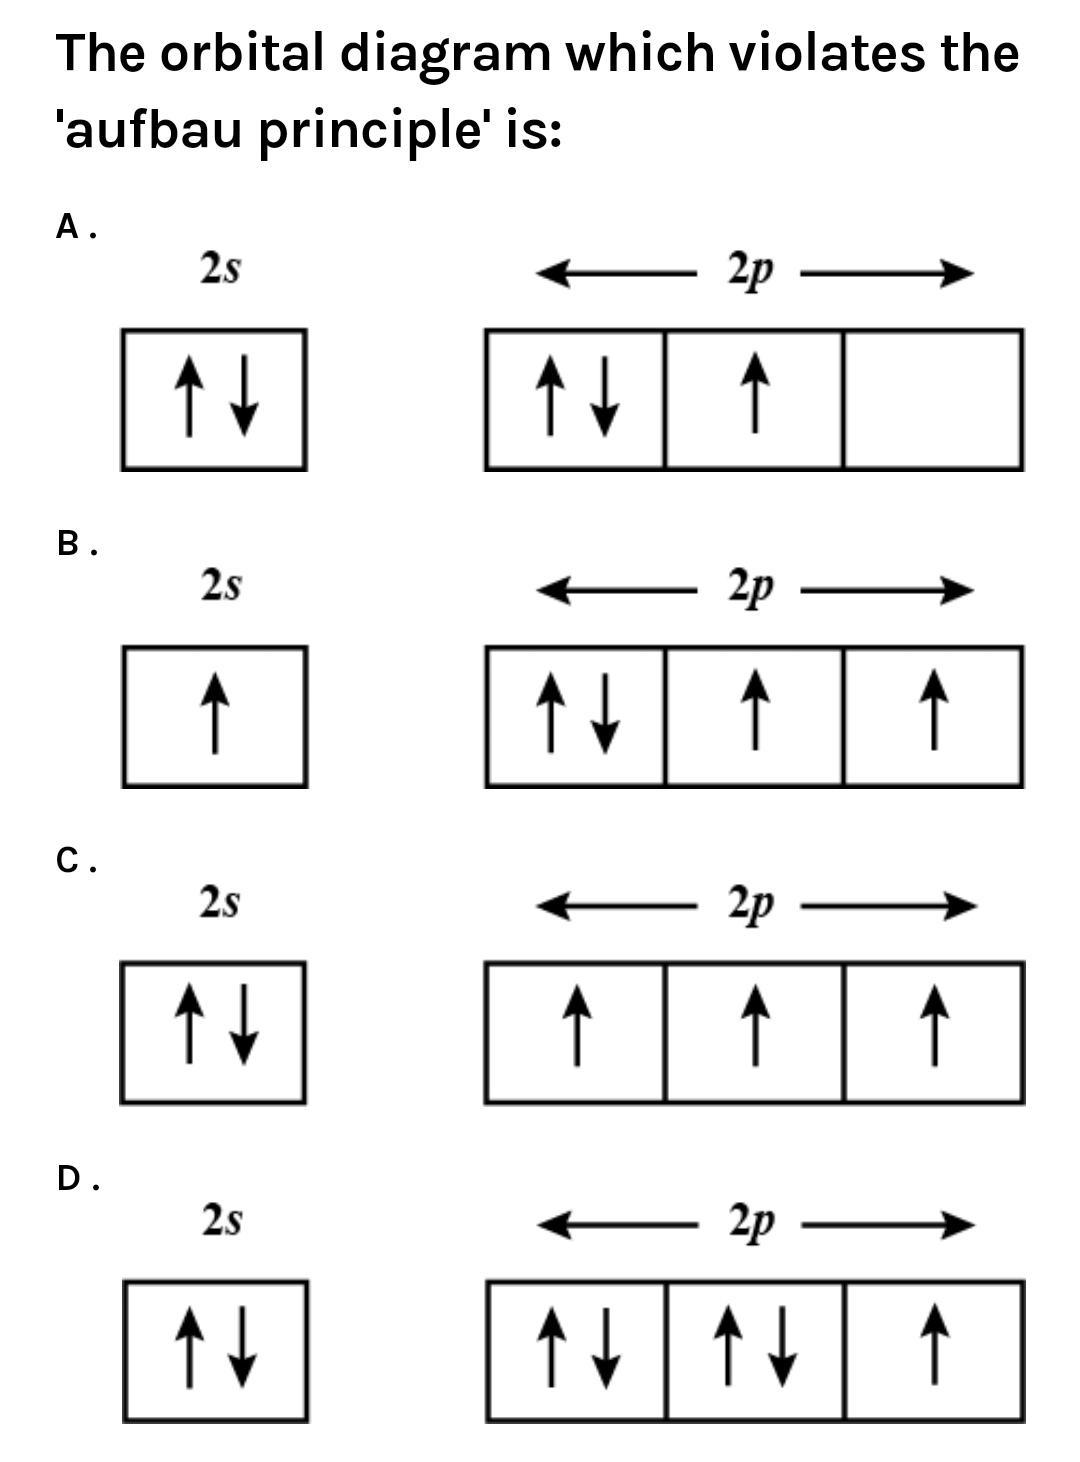 The orbital diagram which violates the
'aufbau principle' is:
A .
2s 2p
B .
2s 2p
C .
2s 2p
D .
2s 2p